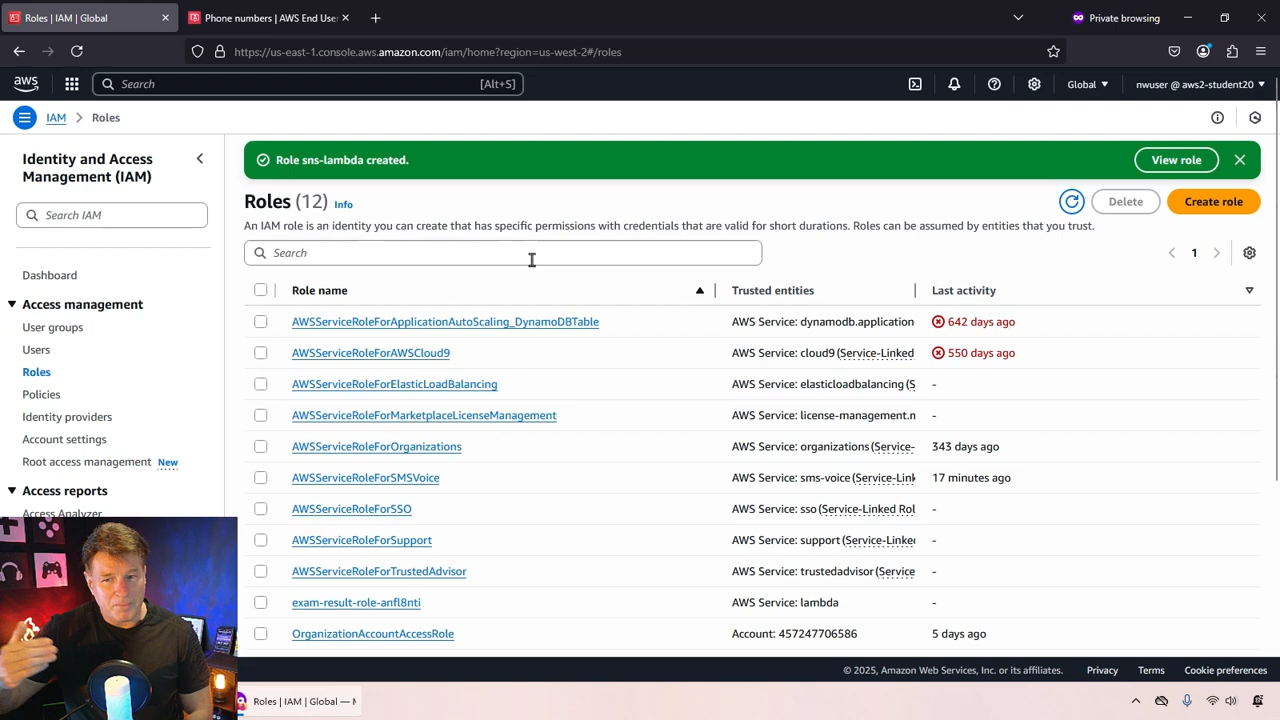 Roles | IAM | Global
Phone numbers | AWS End User
Private browsing
https://us-east-1.console.aws.amazon.com/iam/home?region=us-west-2#/roles
aws
Search
[Alt+S]
Global
nwuser @ aws2-student20
IAM
Roles
Identity and Access
Management (IAM)
Search IAM
Dashboard
Access management
User groups
Users
Roles
Policies
Identity providers
Account settings
Root access management New
Access reports
Access Analyzer
Role sns-lambda created.
View role
Roles (12) Info
Delete
Create role
An IAM role is an identity you can create that has specific permissions with credentials that are valid for short durations. Roles can be assumed by entities that you trust.
Search
1
Role name
Trusted entities
Last activity
AWSServiceRoleForApplicationAutoScaling_DynamoDBTable
AWS Service: dynamodb.application
642 days ago
AWSServiceRoleForAWSCloud9
AWS Service: cloud9 (Service-Linked
550 days ago
AWSServiceRoleForElasticLoadBalancing
AWS Service: elasticloadbalancing (S
-
AWSServiceRoleForMarketplaceLicenseManagement
AWS Service: license-management.m
-
AWSServiceRoleForOrganizations
AWS Service: organizations (Service-
343 days ago
AWSServiceRoleForSMSVoice
AWS Service: sms-voice (Service-Link
17 minutes ago
AWSServiceRoleForSSO
AWS Service: sso (Service-Linked Rol
-
AWSServiceRoleForSupport
AWS Service: support (Service-Linke
-
AWSServiceRoleForTrustedAdvisor
AWS Service: trustedadvisor (Service
-
exam-result-role-anfl8nti
AWS Service: lambda
-
OrganizationAccountAccessRole
Account: 457247706586
5 days ago
© 2025, Amazon Web Services, Inc. or its affiliates.
Privacy
Terms
Cookie preferences
Roles | IAM | Global — M